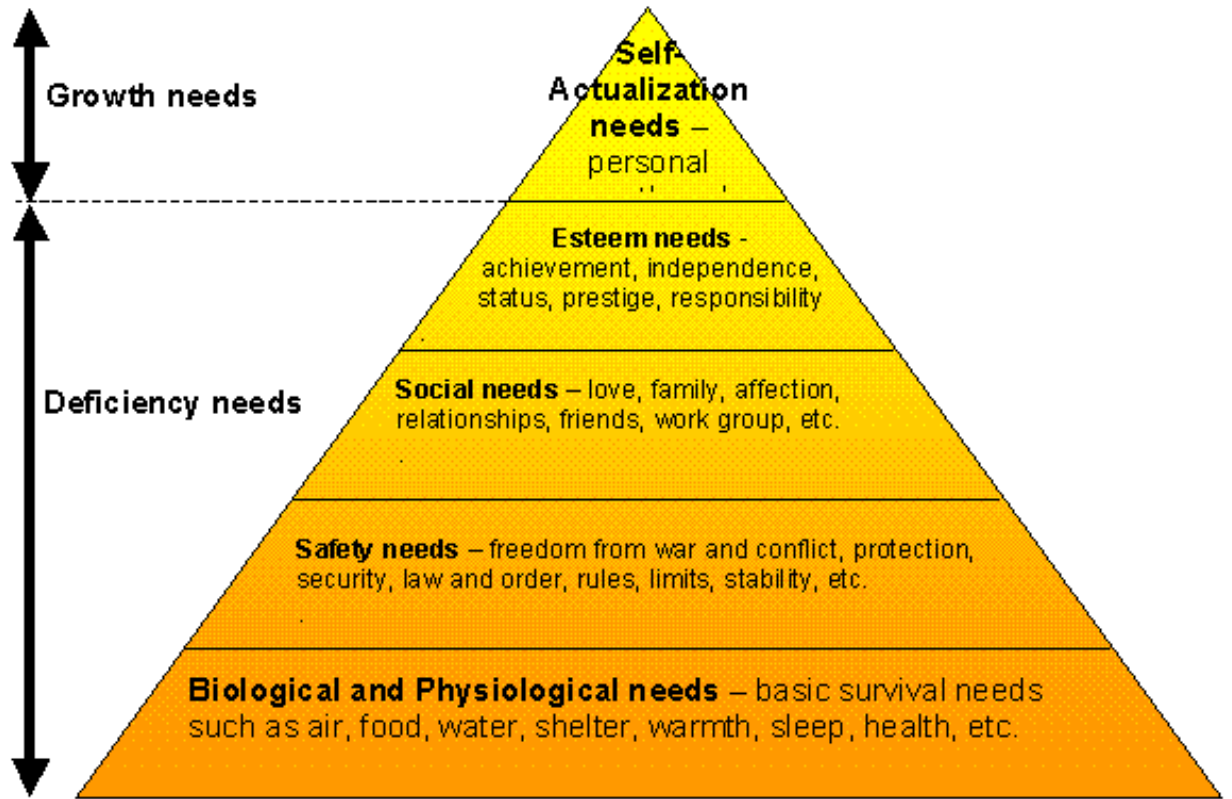 Growth needs
Self-
Actualization
needs –
personal
Esteem needs -
achievement, independence,
status, prestige, responsibility
Deficiency needs
Social needs – love, family, affection,
relationships, friends, work group, etc.
Safety needs – freedom from war and conflict, protection,
security, law and order, rules, limits, stability, etc.
Biological and Physiological needs – basic survival needs
such as air, food, water, shelter, warmth, sleep, health, etc.